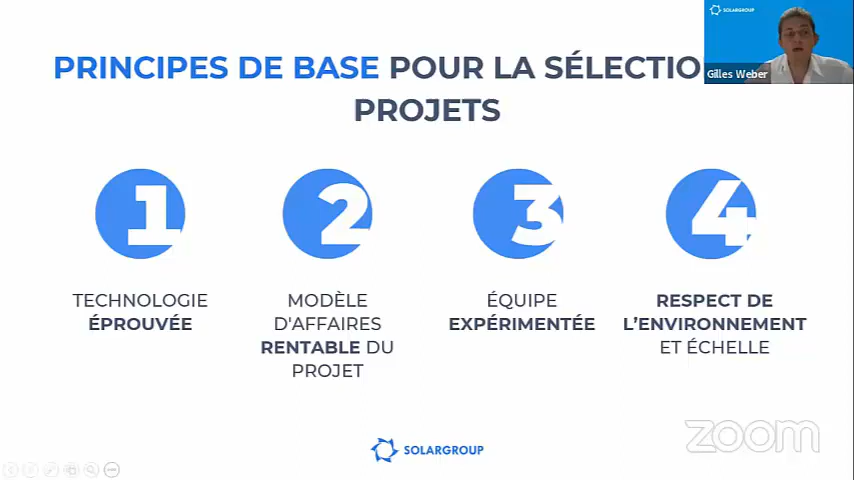 SOLARGROUP
Gilles Weber
PRINCIPES DE BASE POUR LA SÉLECTIO
PROJETS
1
2
3
4
TECHNOLOGIE
ÉPROUVÉE
MODÈLE
D'AFFAIRES
RENTABLE DU
PROJET
ÉQUIPE
EXPÉRIMENTÉE
RESPECT DE
L'ENVIRONNEMENT
ET ÉCHELLE
SOLARGROUP
zoom